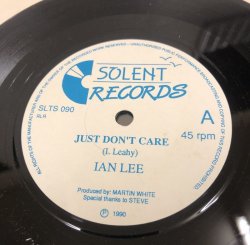 SOLENT
RECORDS
SLTS 090
A
45 rpm
JUST DON'T CARE
(I. Leahy)
IAN LEE
Produced by: MARTIN WHITE
Special thanks to STEVE
℗ 1990